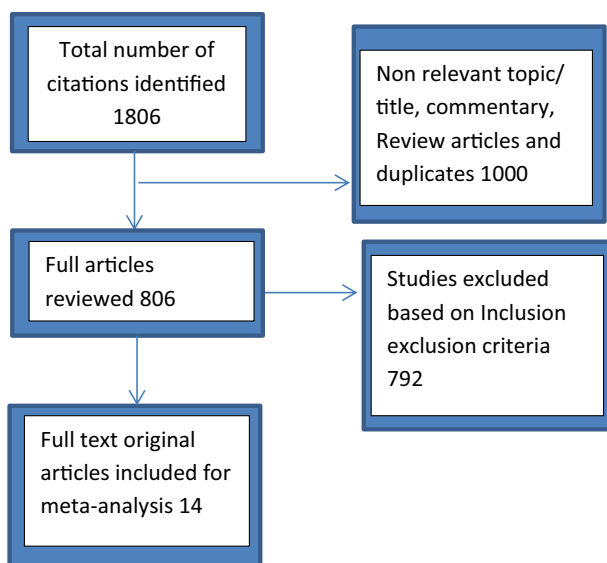 Total number of
citations identified
1806
Non relevant topic/
title, commentary,
Review articles and
duplicates 1000
Full articles
reviewed 806
Studies excluded
based on Inclusion
exclusion criteria
792
Full text original
articles included for
meta-analysis 14